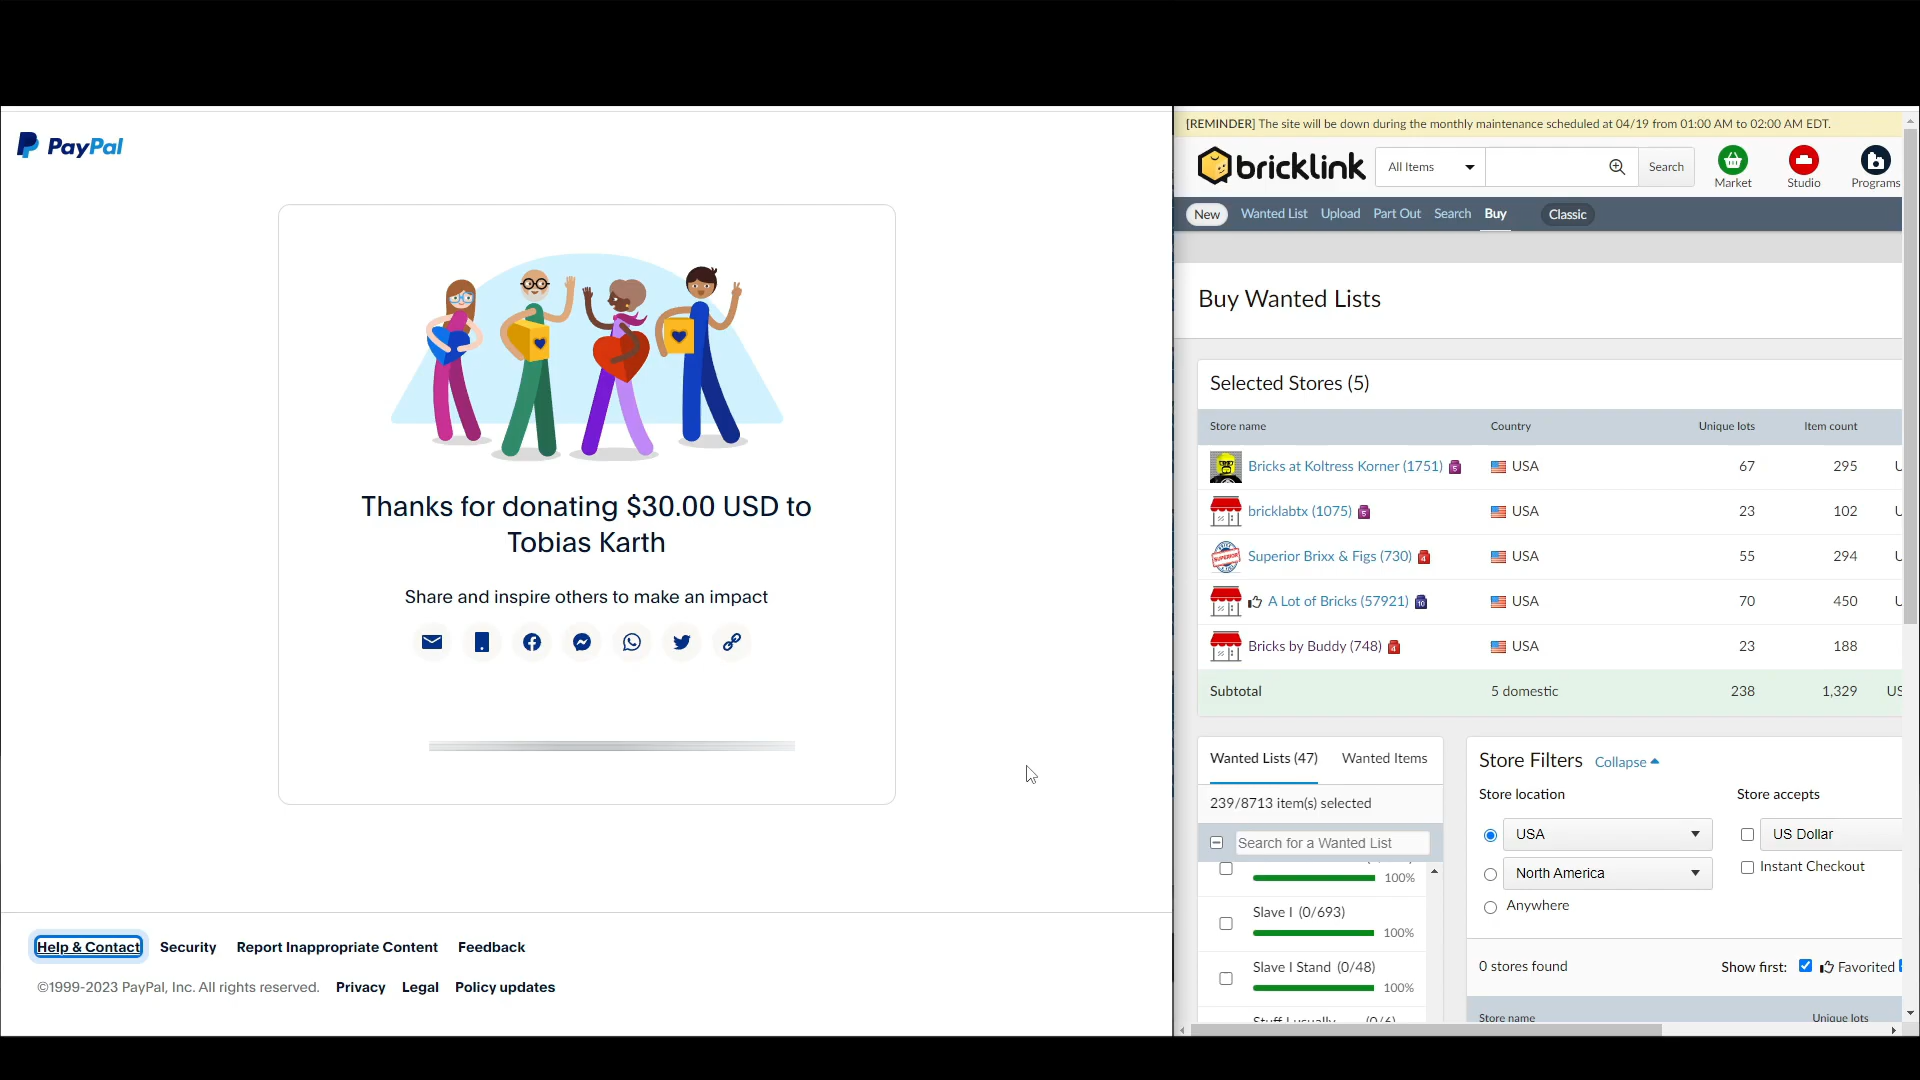 PayPal
Thanks for donating $30.00 USD to
Tobias Karth
Share and inspire others to make an impact
Help & Contact Security Report Inappropriate Content Feedback
©1999-2023 PayPal, Inc. All rights reserved. Privacy Legal Policy updates
[REMINDER] The site will be down during the monthly maintenance scheduled at 04/19 from 01:00 AM to 02:00 AM EDT.
bricklink All Items Search Market Studio Programs
New Wanted List Upload Part Out Search Buy Classic
Buy Wanted Lists
Selected Stores (5)
Store name Country Unique lots Item count
Bricks at Koltress Korner (1751) 5 USA 67 295 U
bricklabtx (1075) 5 USA 23 102 U
Superior Brixx & Figs (730) 4 USA 55 294 U
A Lot of Bricks (57921) 10 USA 70 450 U
Bricks by Buddy (748) 4 USA 23 188
Subtotal 5 domestic 238 1,329 US
Wanted Lists (47) Wanted Items
239/8713 item(s) selected
Search for a Wanted List
100%
Slave I (0/693)
100%
Slave I Stand (0/48)
100%
Stuff I usually
Store Filters Collapse
Store location Store accepts
USA US Dollar
North America Instant Checkout
Anywhere
0 stores found Show first: Favorited
Store name Unique lots